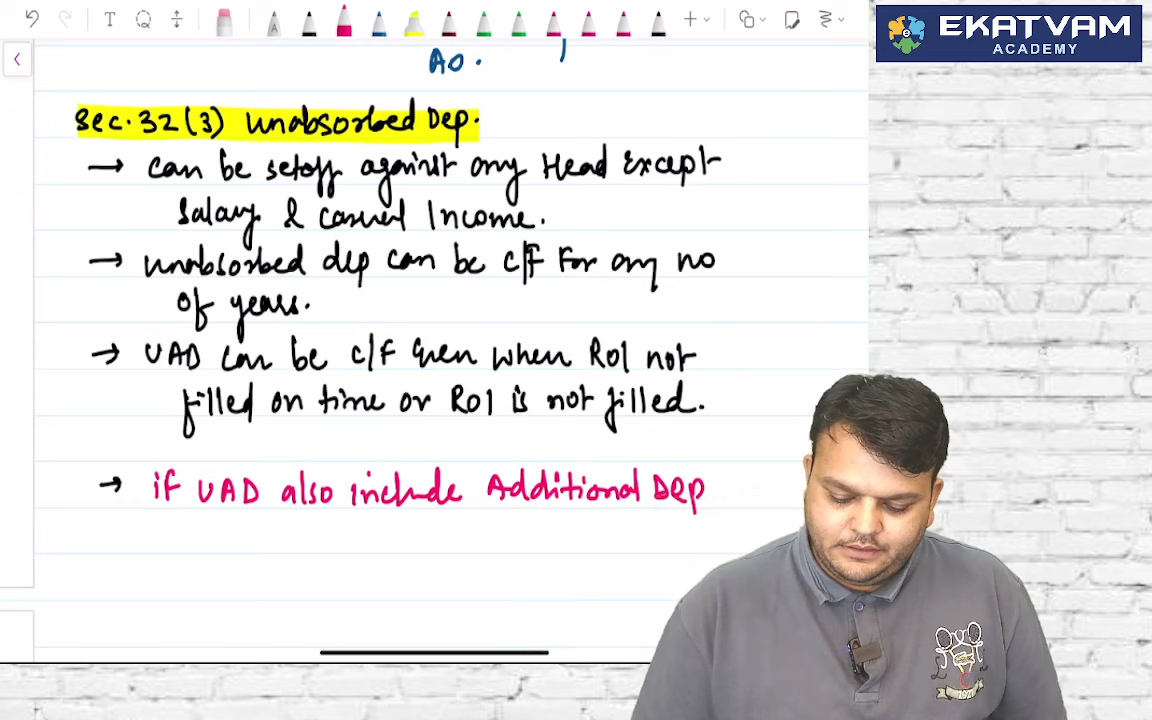 EKATVAM
ACADEMY
AO.
Sec. 32(3) Unabsorbed Dep.
→ Can be setoff against any Head Except
Salary & Casual Income.
→ Unabsorbed dep can be c/f For any no
of years.
→ UAD can be c/f even when ROI not
filled on time or ROI is not filled.
→ if UAD also include Additional Dep